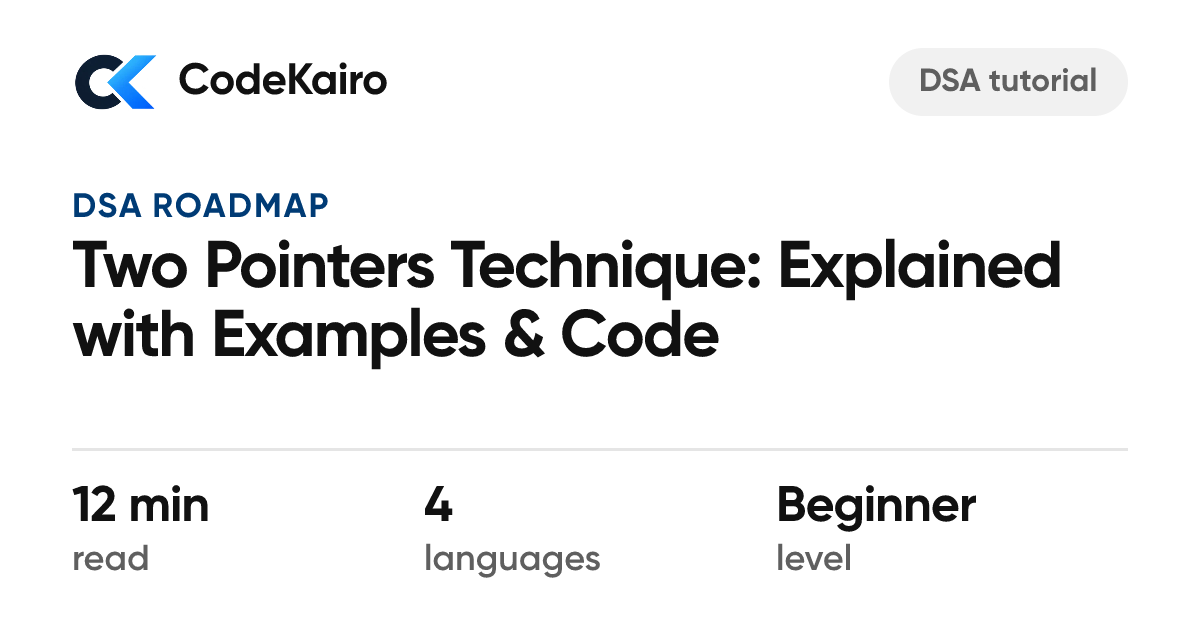 CodeKairo
DSA tutorial
DSA ROADMAP
Two Pointers Technique: Explained
with Examples & Code
12 min
read
4
languages
Beginner
level